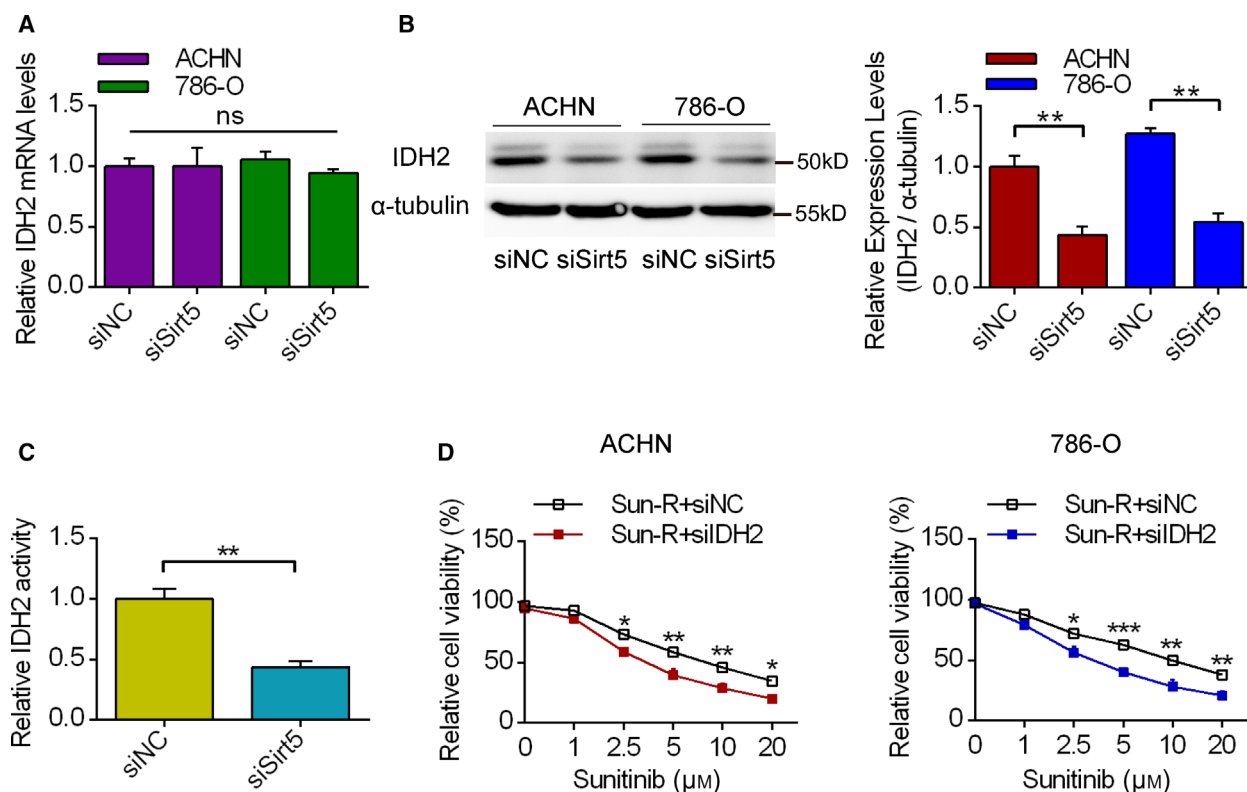 A
ACHN
786-O
Relative IDH2 mRNA levels
1.5
1.0
0.5
0.0
ns
siNC
siSirt5
siNC
siSirt5
B
ACHN 786-O
IDH2
50kD
α-tubulin
55kD
siNC siSirt5 siNC siSirt5
ACHN
786-O
Relative Expression Levels
(IDH2 / α-tubulin)
1.5
1.0
0.5
0.0
**
**
siNC
siSirt5
siNC
siSirt5
C
Relative IDH2 activity
1.5
1.0
0.5
0.0
**
siNC
siSirt5
D
ACHN
Sun-R+siNC
Sun-R+siIDH2
Relative cell viability (%)
150
100
50
0
* ** ** *
0 1 2.5 5 10 20
Sunitinib (μM)
786-O
Sun-R+siNC
Sun-R+siIDH2
Relative cell viability (%)
150
100
50
0
* *** ** **
0 1 2.5 5 10 20
Sunitinib (μM)